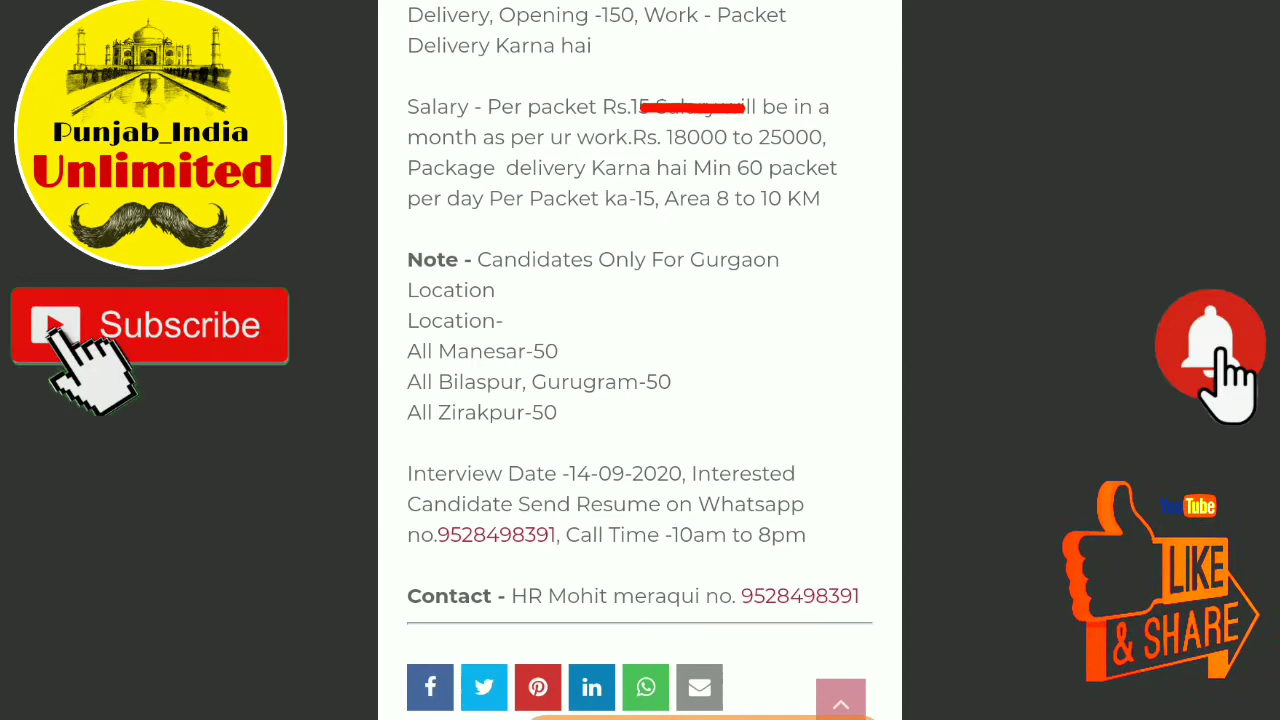 Delivery, Opening -150, Work - Packet
Delivery Karna hai
Salary - Per packet Rs.15 Salary will be in a
month as per ur work.Rs. 18000 to 25000,
Package delivery Karna hai Min 60 packet
per day Per Packet ka-15, Area 8 to 10 KM
Note - Candidates Only For Gurgaon
Location
Location-
All Manesar-50
All Bilaspur, Gurugram-50
All Zirakpur-50
Interview Date -14-09-2020, Interested
Candidate Send Resume on Whatsapp
no.9528498391, Call Time -10am to 8pm
Contact - HR Mohit meraqui no. 9528498391
Punjab_India
Unlimited
Subscribe
YouTube
LIKE
& SHARE